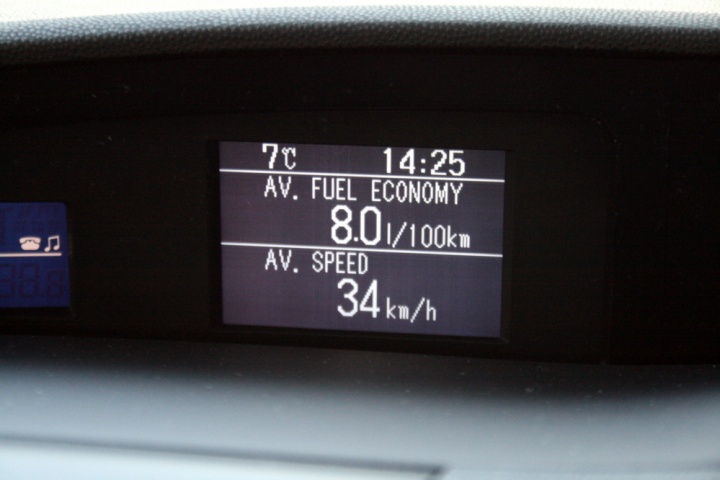 7℃ 14:25
AV. FUEL ECONOMY
8.0 l/100km
AV. SPEED
34 km/h